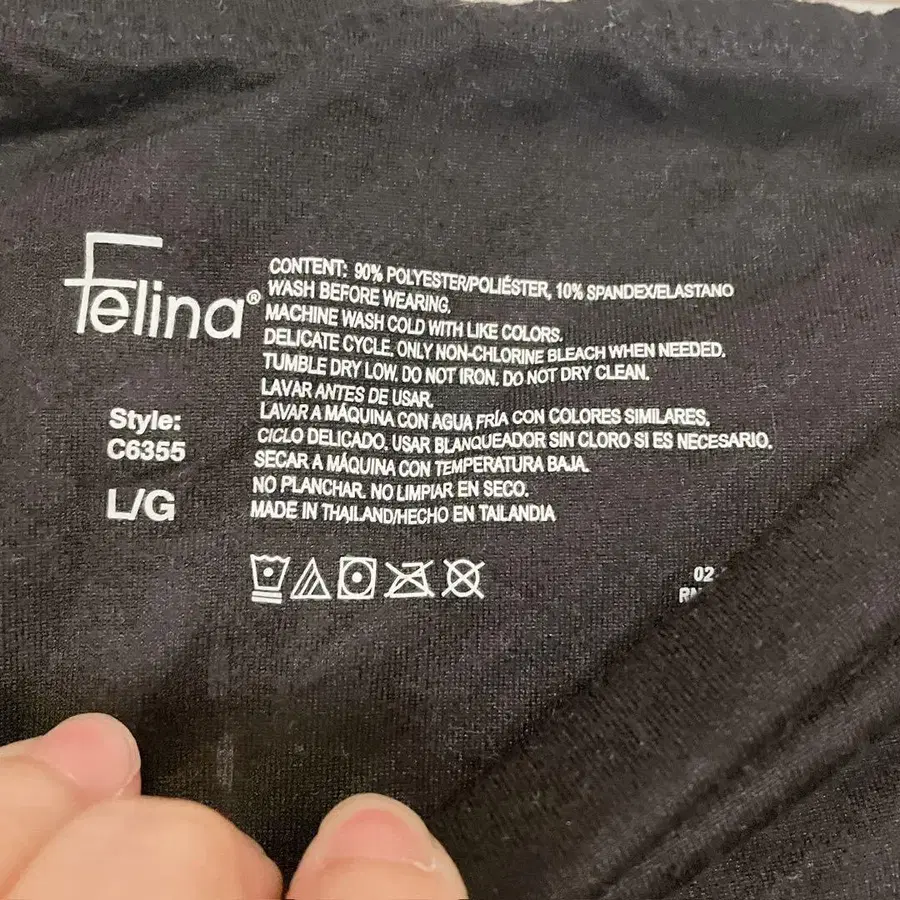 Felina®
Style:
C6355
L/G
CONTENT: 90% POLYESTER/POLIÉSTER, 10% SPANDEX/ELASTANO
WASH BEFORE WEARING.
MACHINE WASH COLD WITH LIKE COLORS.
DELICATE CYCLE. ONLY NON-CHLORINE BLEACH WHEN NEEDED.
TUMBLE DRY LOW. DO NOT IRON. DO NOT DRY CLEAN.
LAVAR ANTES DE USAR.
LAVAR A MÁQUINA CON AGUA FRÍA CON COLORES SIMILARES.
CICLO DELICADO. USAR BLANQUEADOR SIN CLORO SI ES NECESARIO.
SECAR A MÁQUINA CON TEMPERATURA BAJA.
NO PLANCHAR. NO LIMPIAR EN SECO.
MADE IN THAILAND/HECHO EN TAILANDIA
02-
RN